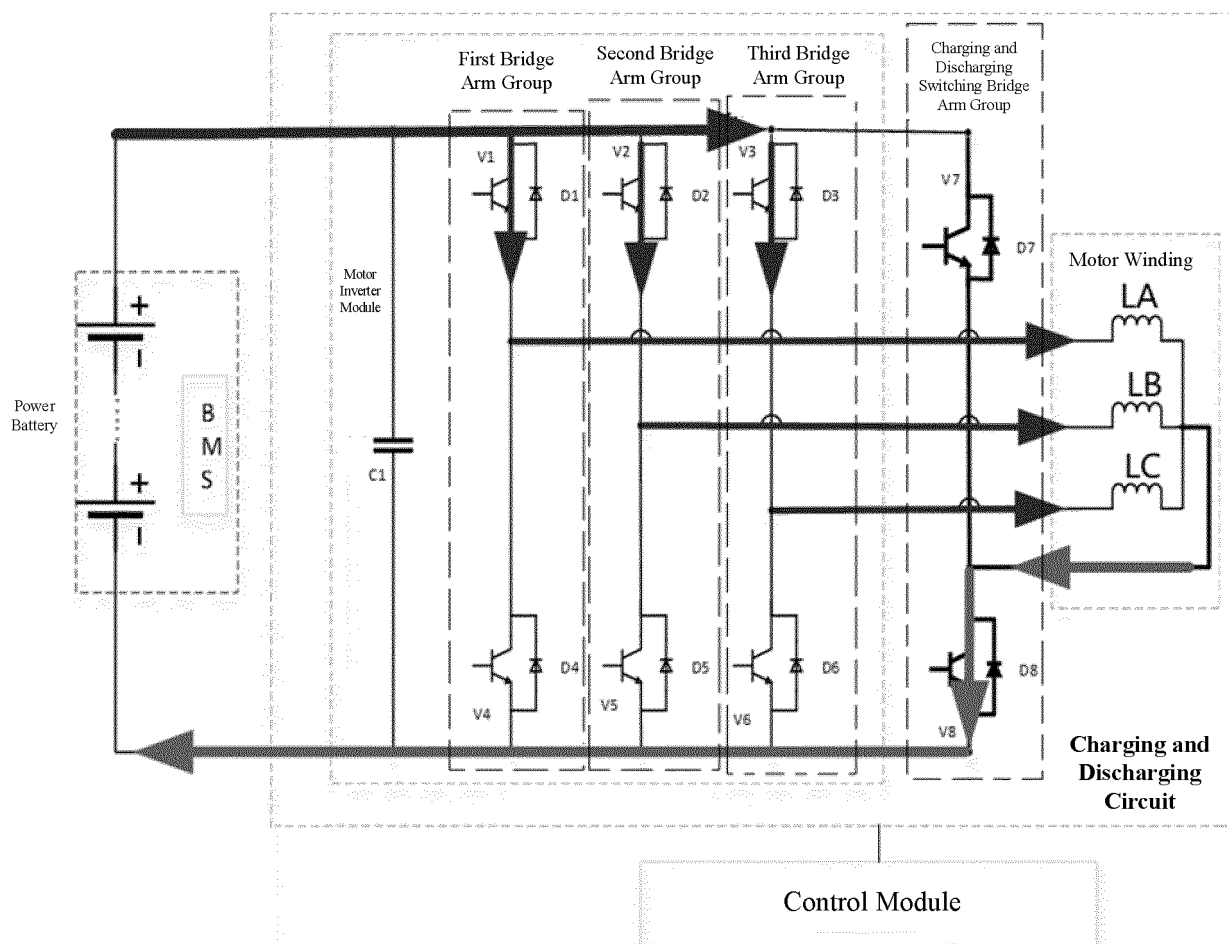 First Bridge
Arm Group
Second Bridge
Arm Group
Third Bridge
Arm Group
Charging and
Discharging
Switching Bridge
Arm Group
V1
D1
V2
D2
V3
D3
V7
D7
Motor
Inverter
Module
Motor Winding
LA
LB
LC
+
−
+
−
Power
Battery
B
M
S
C1
D4
V4
D5
V5
D6
V6
D8
V8
Charging and
Discharging
Circuit
Control Module